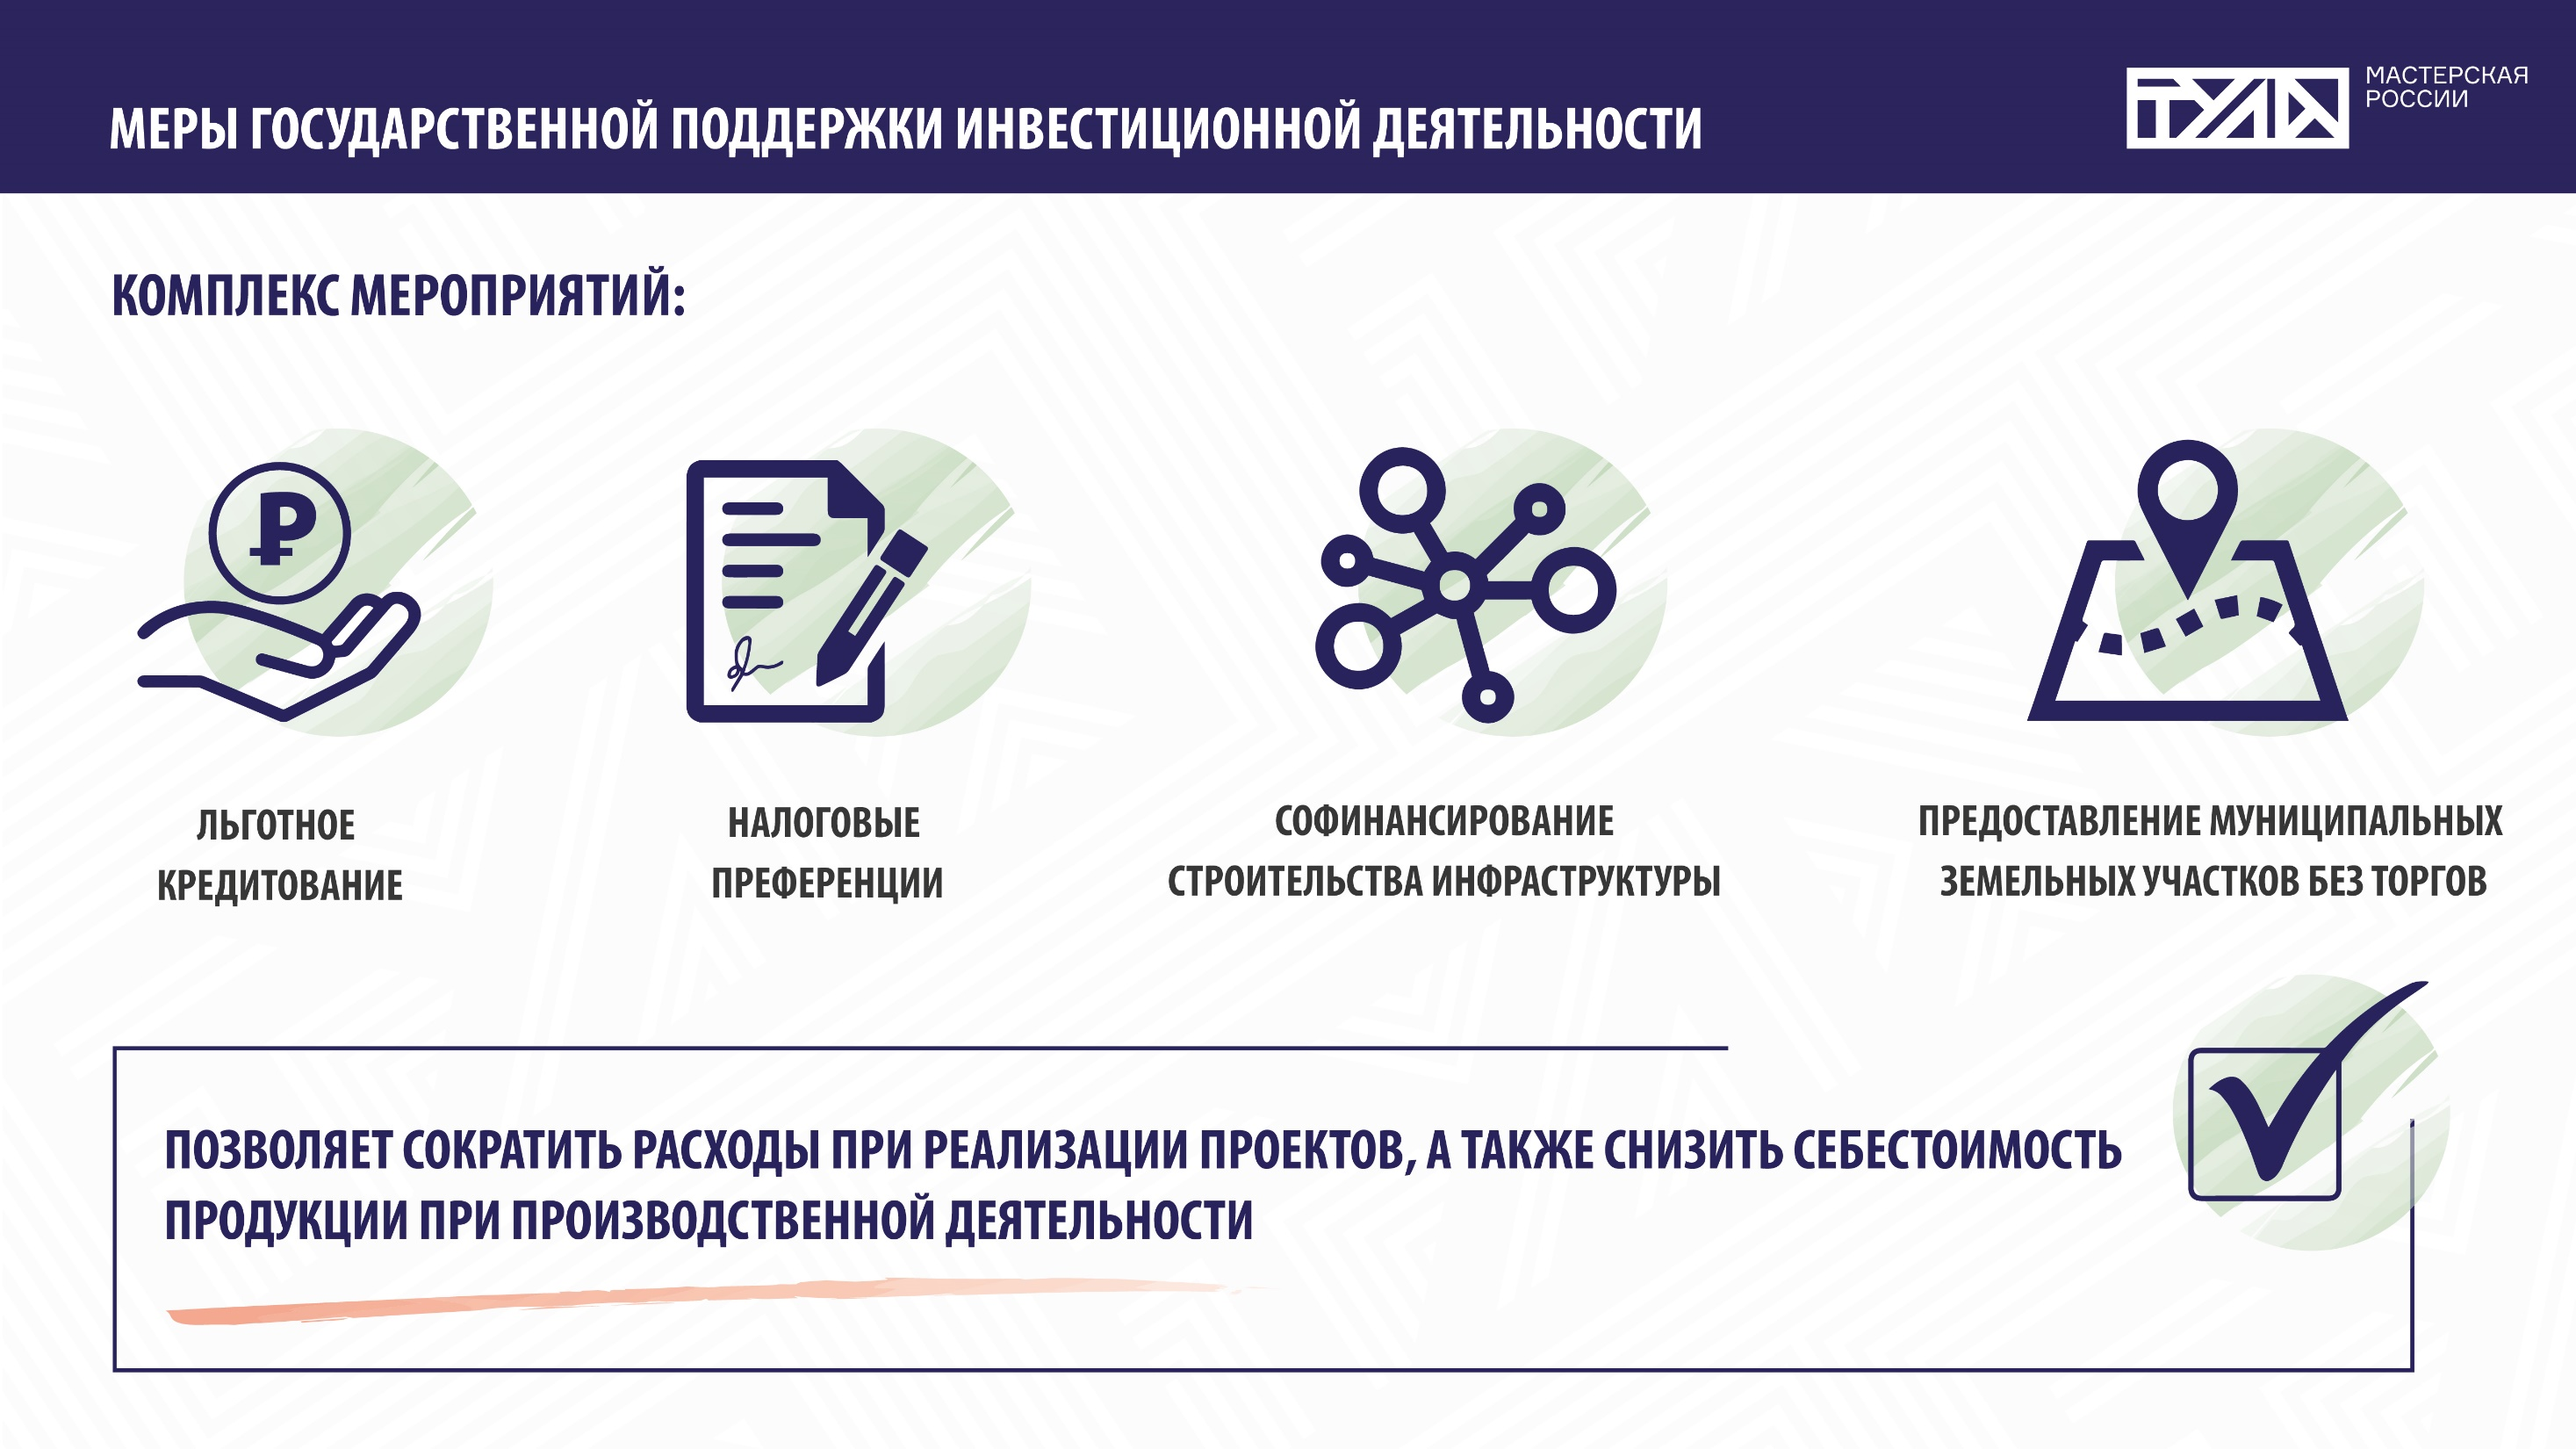 МЕРЫ ГОСУДАРСТВЕННОЙ ПОДДЕРЖКИ ИНВЕСТИЦИОННОЙ ДЕЯТЕЛЬНОСТИ
ТУЛА
МАСТЕРСКАЯ
РОССИИ
КОМПЛЕКС МЕРОПРИЯТИЙ:
ЛЬГОТНОЕ
КРЕДИТОВАНИЕ
НАЛОГОВЫЕ
ПРЕФЕРЕНЦИИ
СОФИНАНСИРОВАНИЕ
СТРОИТЕЛЬСТВА ИНФРАСТРУКТУРЫ
ПРЕДОСТАВЛЕНИЕ МУНИЦИПАЛЬНЫХ
ЗЕМЕЛЬНЫХ УЧАСТКОВ БЕЗ ТОРГОВ
ПОЗВОЛЯЕТ СОКРАТИТЬ РАСХОДЫ ПРИ РЕАЛИЗАЦИИ ПРОЕКТОВ, А ТАКЖЕ СНИЗИТЬ СЕБЕСТОИМОСТЬ
ПРОДУКЦИИ ПРИ ПРОИЗВОДСТВЕННОЙ ДЕЯТЕЛЬНОСТИ